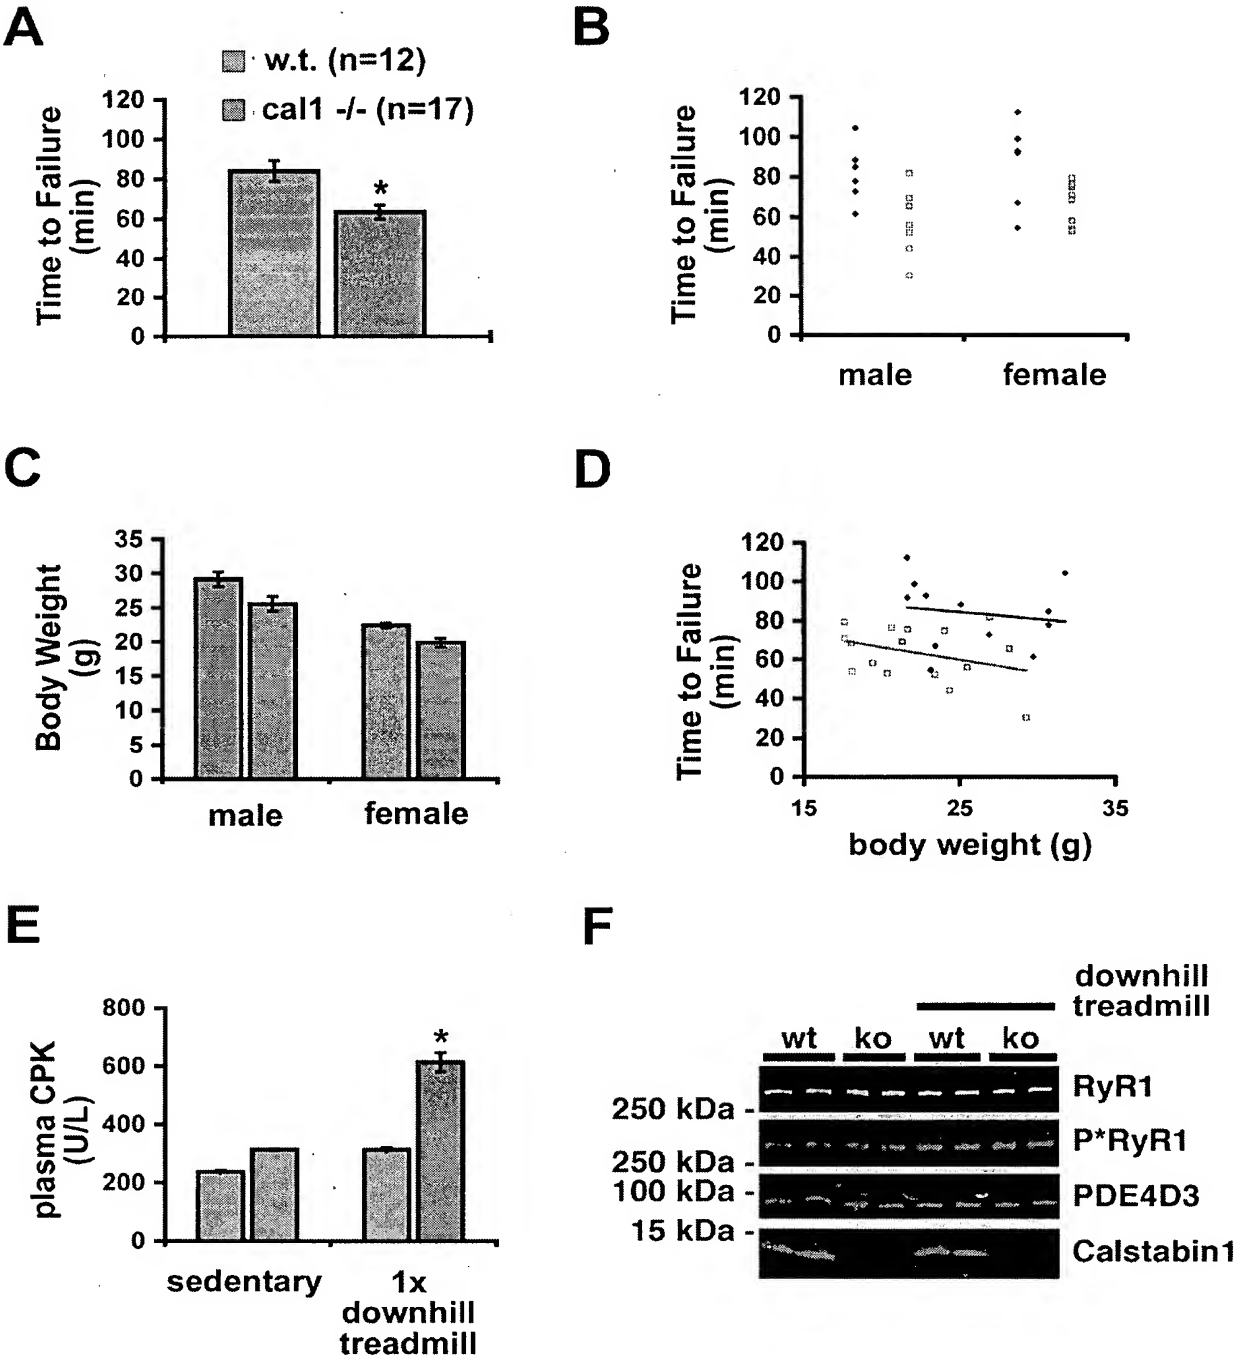 A
w.t. (n=12)
cal1 -/- (n=17)
Time to Failure
(min)
120
100
80
60
40
20
0
*
B
Time to Failure
(min)
120
100
80
60
40
20
0
male
female
C
Body Weight
(g)
35
30
25
20
15
10
5
0
male
female
D
Time to Failure
(min)
120
100
80
60
40
20
0
15
25
35
body weight (g)
E
plasma CPK
(U/L)
800
600
400
200
0
*
sedentary
1x
downhill
treadmill
F
downhill
treadmill
wt ko wt ko
RyR1
250 kDa -
P*RyR1
250 kDa -
100 kDa -
PDE4D3
15 kDa -
Calstabin1